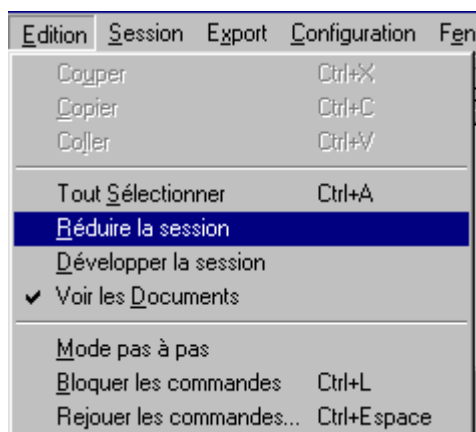 Edition Session Export Configuration Fen
Couper Ctrl+X
Copier Ctrl+C
Coller Ctrl+V
Tout Sélectionner Ctrl+A
Réduire la session
Développer la session
✔ Voir les Documents
Mode pas à pas
Bloquer les commandes Ctrl+L
Rejouer les commandes... Ctrl+Espace